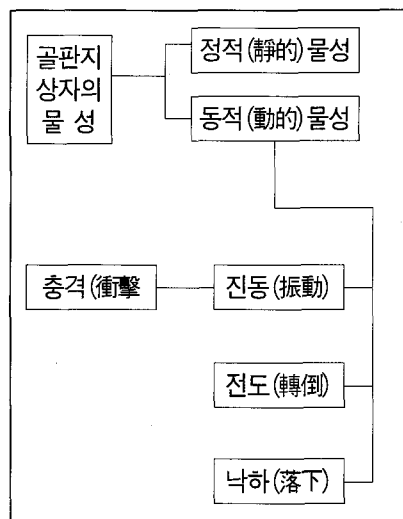 골판지
상자의
물 성
정적(靜的)물성
동적(動的)물성
충격(衝擊
진동(振動)
전도(轉倒)
낙하(落下)